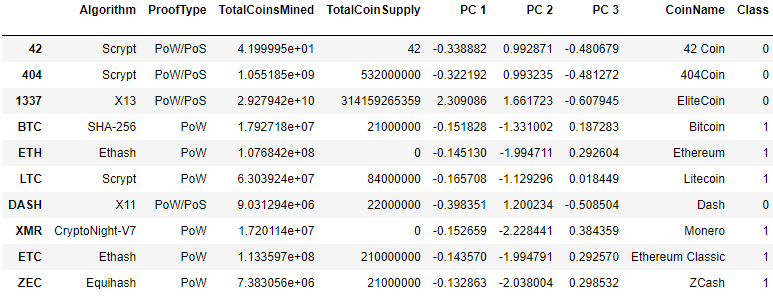 Algorithm ProofType TotalCoinsMined TotalCoinSupply PC 1 PC 2 PC 3 CoinName Class
42 Scrypt PoW/PoS 4.199995e+01 42 -0.338882 0.992871 -0.480679 42 Coin 0
404 Scrypt PoW/PoS 1.055185e+09 532000000 -0.322192 0.993235 -0.481272 404Coin 0
1337 X13 PoW/PoS 2.927942e+10 314159265359 2.309086 1.661723 -0.607945 EliteCoin 0
BTC SHA-256 PoW 1.792718e+07 21000000 -0.151828 -1.331002 0.187283 Bitcoin 1
ETH Ethash PoW 1.076842e+08 0 -0.145130 -1.994711 0.292604 Ethereum 1
LTC Scrypt PoW 6.303924e+07 84000000 -0.165708 -1.129296 0.018449 Litecoin 1
DASH X11 PoW/PoS 9.031294e+06 22000000 -0.398351 1.200234 -0.508504 Dash 0
XMR CryptoNight-V7 PoW 1.720114e+07 0 -0.152659 -2.228441 0.384359 Monero 1
ETC Ethash PoW 1.133597e+08 210000000 -0.143570 -1.994791 0.292570 Ethereum Classic 1
ZEC Equihash PoW 7.383056e+06 21000000 -0.132863 -2.038004 0.298532 ZCash 1